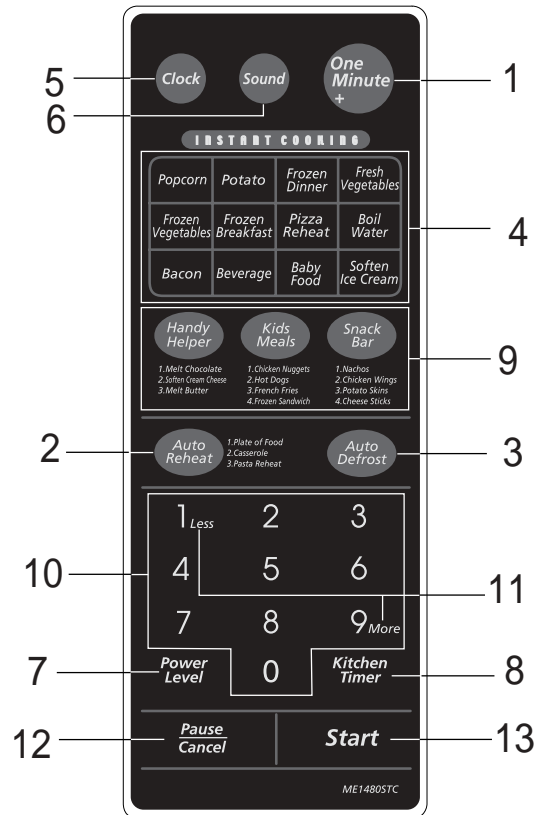 5
Clock
Sound
6
One
Minute
+
1
INSTANT COOKING
Popcorn
Potato
Frozen
Dinner
Fresh
Vegetables
Frozen
Vegetables
Frozen
Breakfast
Pizza
Reheat
Boil
Water
Bacon
Beverage
Baby
Food
Soften
Ice Cream
4
Handy
Helper
1.Melt Chocolate
2.Soften Cream Cheese
3.Melt Butter
Kids
Meals
1.Chicken Nuggets
2.Hot Dogs
3.French Fries
4.Frozen Sandwich
Snack
Bar
1.Nachos
2.Chicken Wings
3.Potato Skins
4.Cheese Sticks
9
2
Auto
Reheat
1.Plate of Food
2.Casserole
3.Pasta Reheat
Auto
Defrost
3
10
1 Less
2
3
4
5
6
11
7
8
9 More
7
Power
Level
0
Kitchen
Timer
8
12
Pause
Cancel
Start
13
ME1480STC